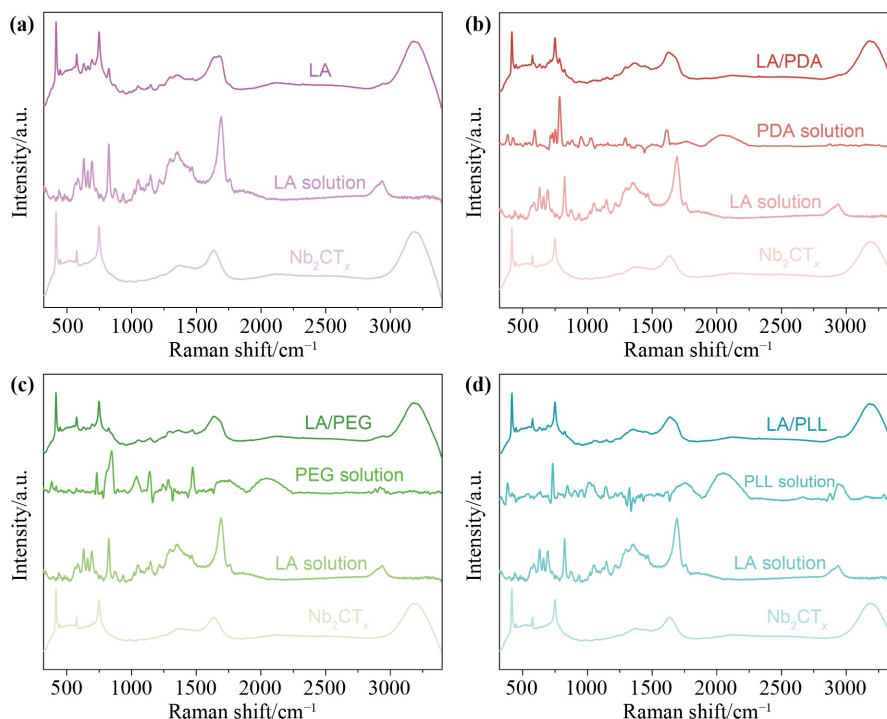 (a)
Intensity/a.u.
LA
LA solution
Nb₂CTₓ
500 1000 1500 2000 2500 3000
Raman shift/cm⁻¹
(b)
Intensity/a.u.
LA/PDA
PDA solution
LA solution
Nb₂CTₓ
500 1000 1500 2000 2500 3000
Raman shift/cm⁻¹
(c)
Intensity/a.u.
LA/PEG
PEG solution
LA solution
Nb₂CTₓ
500 1000 1500 2000 2500 3000
Raman shift/cm⁻¹
(d)
Intensity/a.u.
LA/PLL
PLL solution
LA solution
Nb₂CTₓ
500 1000 1500 2000 2500 3000
Raman shift/cm⁻¹